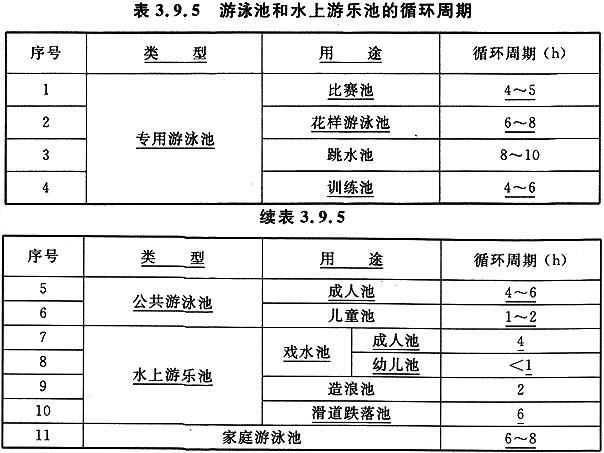 表 3.9.5 游泳池和水上游乐池的循环周期
序号 类 型 用 途 循环周期（h）
1 专用游泳池 比赛池 4～5
2 花样游泳池 6～8
3 跳水池 8～10
4 训练池 4～6
续表 3.9.5
序号 类 型 用 途 循环周期（h）
5 公共游泳池 成人池 4～6
6 儿童池 1～2
7 水上游乐池 戏水池 成人池 4
8 幼儿池 ＜1
9 造浪池 2
10 滑道跌落池 6
11 家庭游泳池 6～8